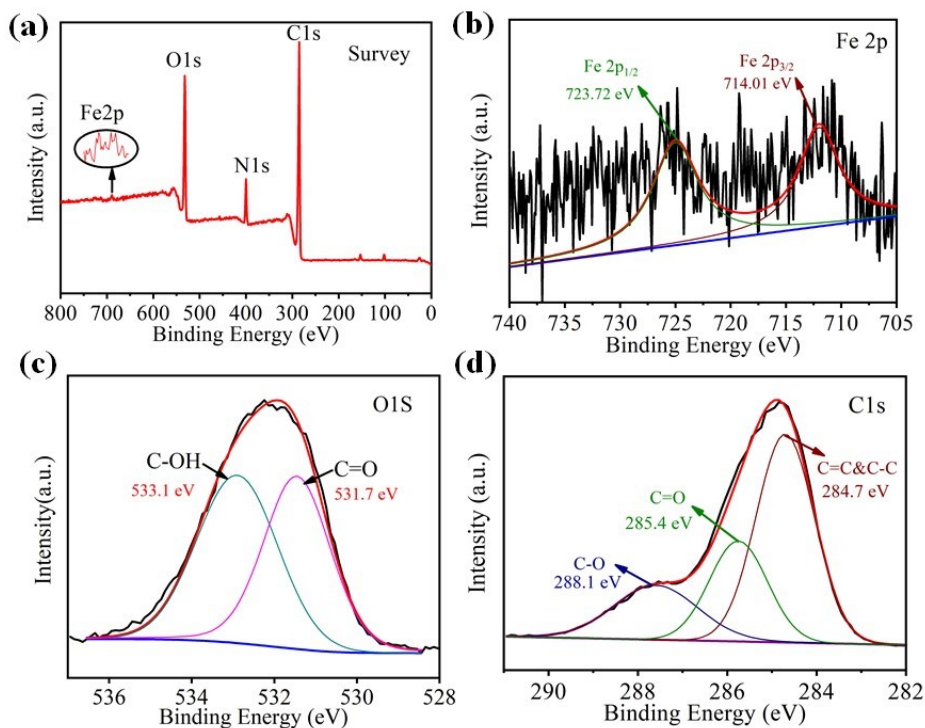 (a)
Survey
C1s
O1s
N1s
Fe2p
Intensity (a.u.)
800 700 600 500 400 300 200 100 0
Binding Energy (eV)
(b)
Fe 2p
Fe 2p1/2
723.72 eV
Fe 2p3/2
714.01 eV
Intensity (a.u.)
740 735 730 725 720 715 710 705
Binding Energy (eV)
(c)
O1S
C-OH
533.1 eV
C=O
531.7 eV
Intensity(a.u.)
536 534 532 530 528
Binding Energy (eV)
(d)
C1s
C=C&C-C
284.7 eV
C=O
285.4 eV
C-O
288.1 eV
Intensity (a.u.)
290 288 286 284 282
Binding Energy (eV)